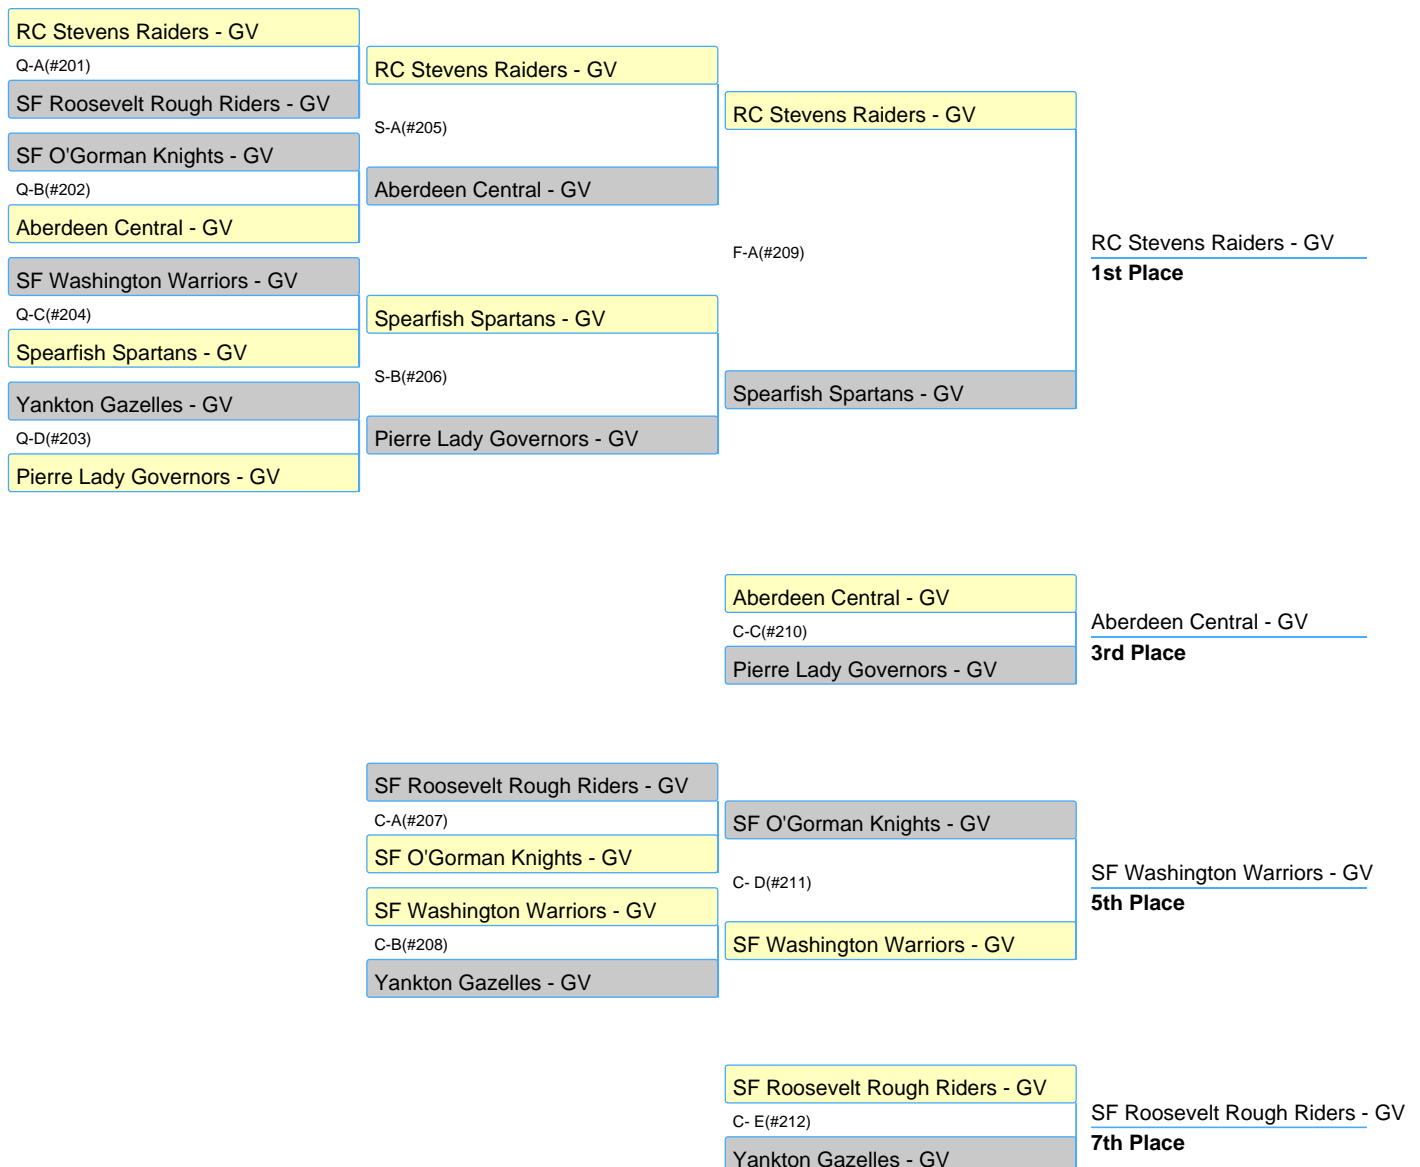 RC Stevens Raiders - GV
Q-A(#201)
SF Roosevelt Rough Riders - GV
SF O'Gorman Knights - GV
Q-B(#202)
Aberdeen Central - GV
SF Washington Warriors - GV
Q-C(#204)
Spearfish Spartans - GV
Yankton Gazelles - GV
Q-D(#203)
Pierre Lady Governors - GV
RC Stevens Raiders - GV
S-A(#205)
Aberdeen Central - GV
Spearfish Spartans - GV
S-B(#206)
Pierre Lady Governors - GV
RC Stevens Raiders - GV
F-A(#209)
Spearfish Spartans - GV
RC Stevens Raiders - GV
1st Place
Aberdeen Central - GV
C-C(#210)
Pierre Lady Governors - GV
Aberdeen Central - GV
3rd Place
SF Roosevelt Rough Riders - GV
C-A(#207)
SF O'Gorman Knights - GV
SF Washington Warriors - GV
C-B(#208)
Yankton Gazelles - GV
SF O'Gorman Knights - GV
C- D(#211)
SF Washington Warriors - GV
SF Washington Warriors - GV
5th Place
SF Roosevelt Rough Riders - GV
C- E(#212)
Yankton Gazelles - GV
SF Roosevelt Rough Riders - GV
7th Place